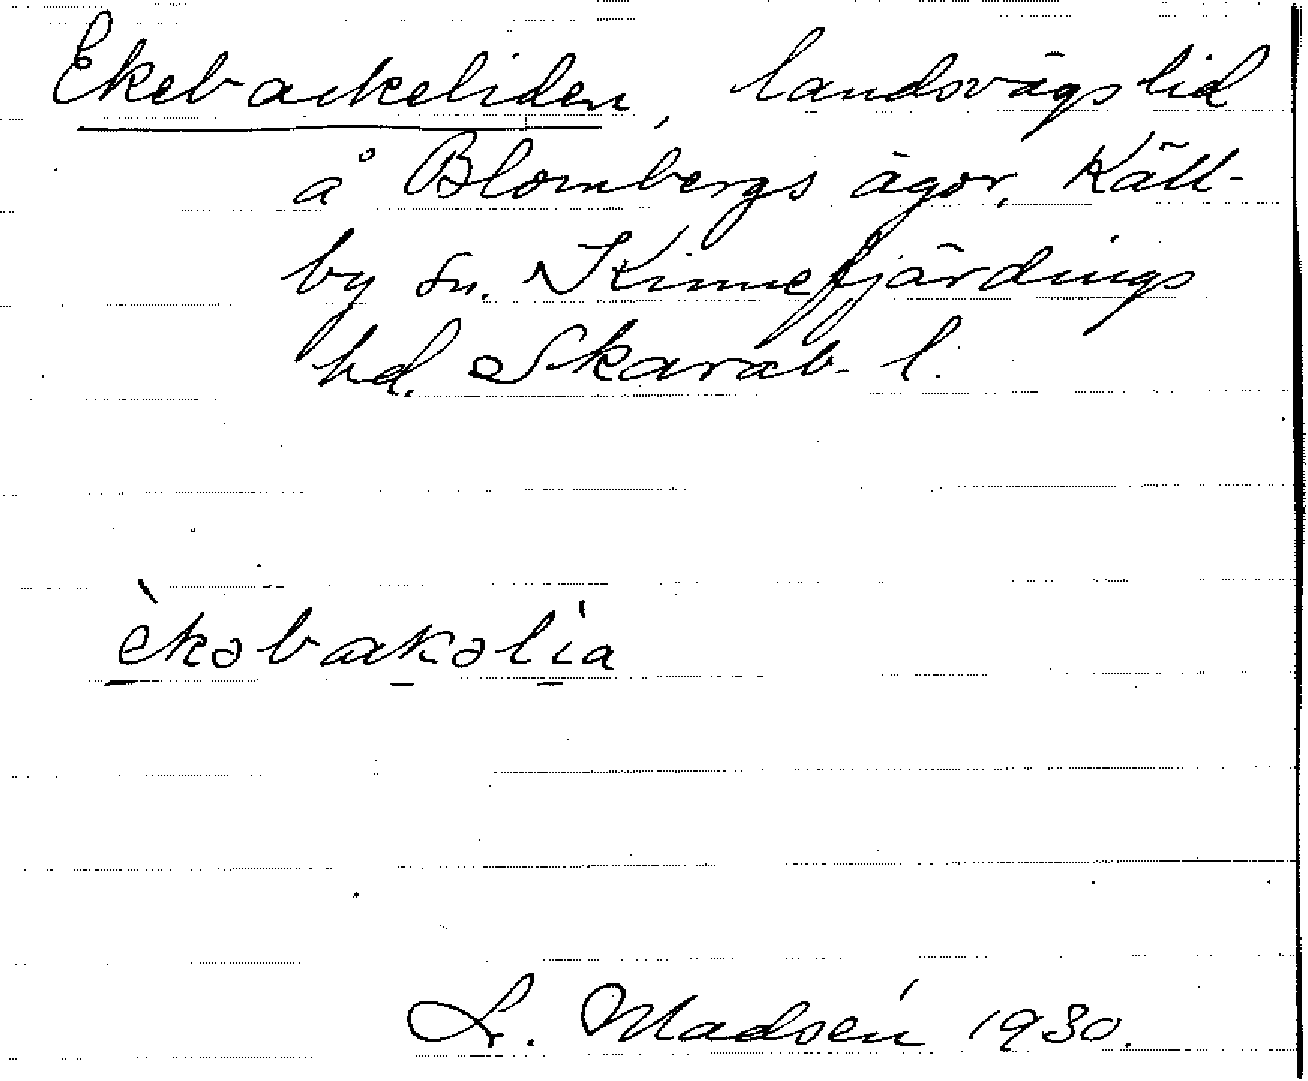 Ekebackeliden, landsvägslid
å Blombergs ägor, Käll-
by sn. Kinnefjärdings
hd. Skarab. l.
èkəbakəlia
L. Madsén 1930.